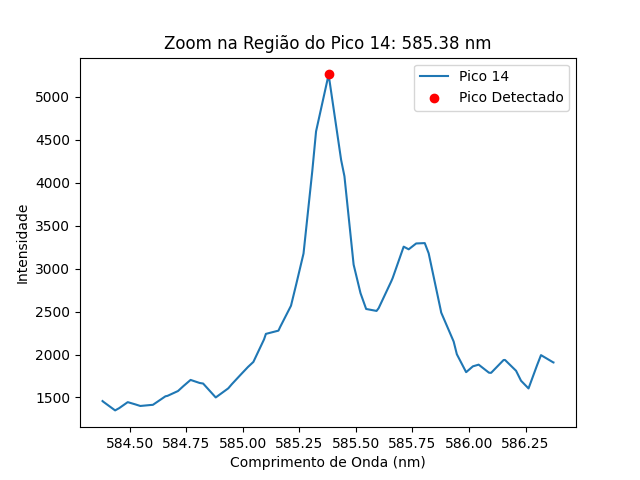 Zoom na Região do Pico 14: 585.38 nm
Pico 14
Pico Detectado
Intensidade
5000
4500
4000
3500
3000
2500
2000
1500
584.50 584.75 585.00 585.25 585.50 585.75 586.00 586.25
Comprimento de Onda (nm)